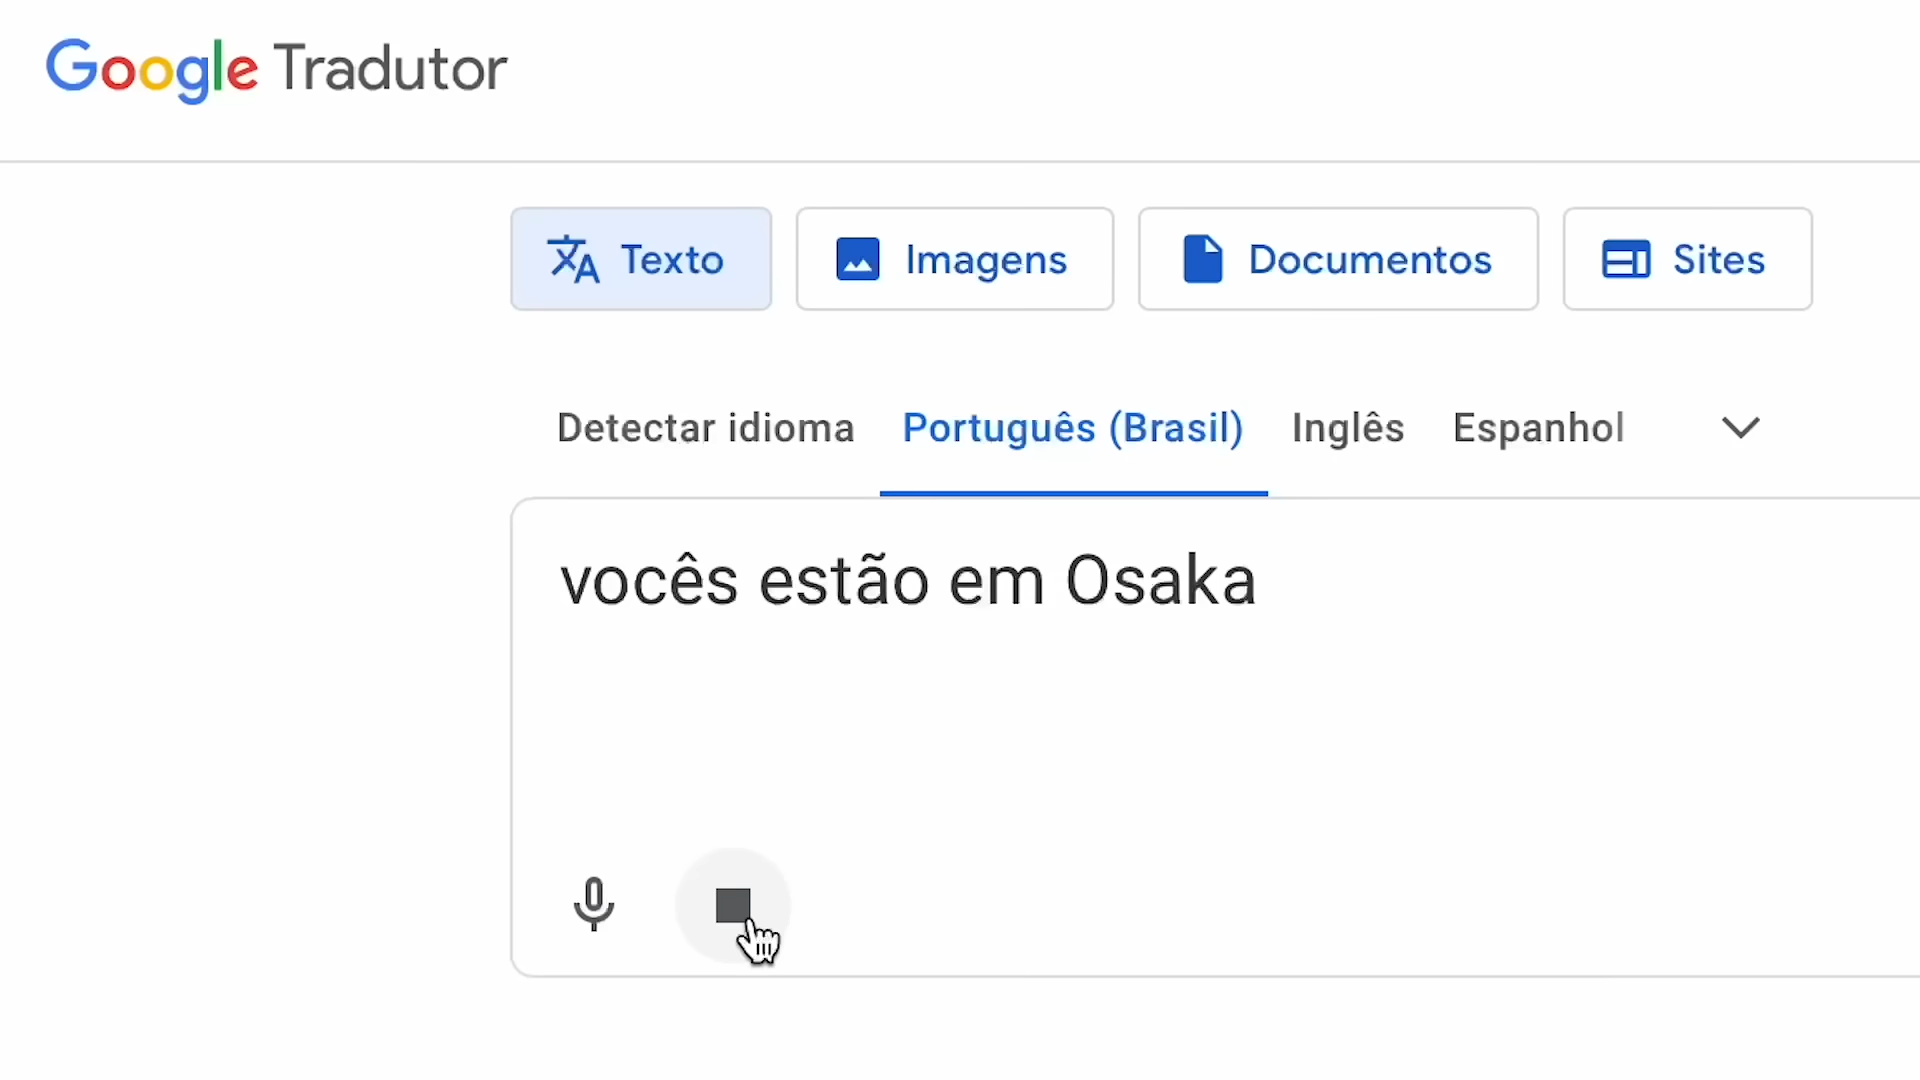 Google Tradutor
Texto
Imagens
Documentos
Sites
Detectar idioma
Português (Brasil)
Inglês
Espanhol
vocês estão em Osaka